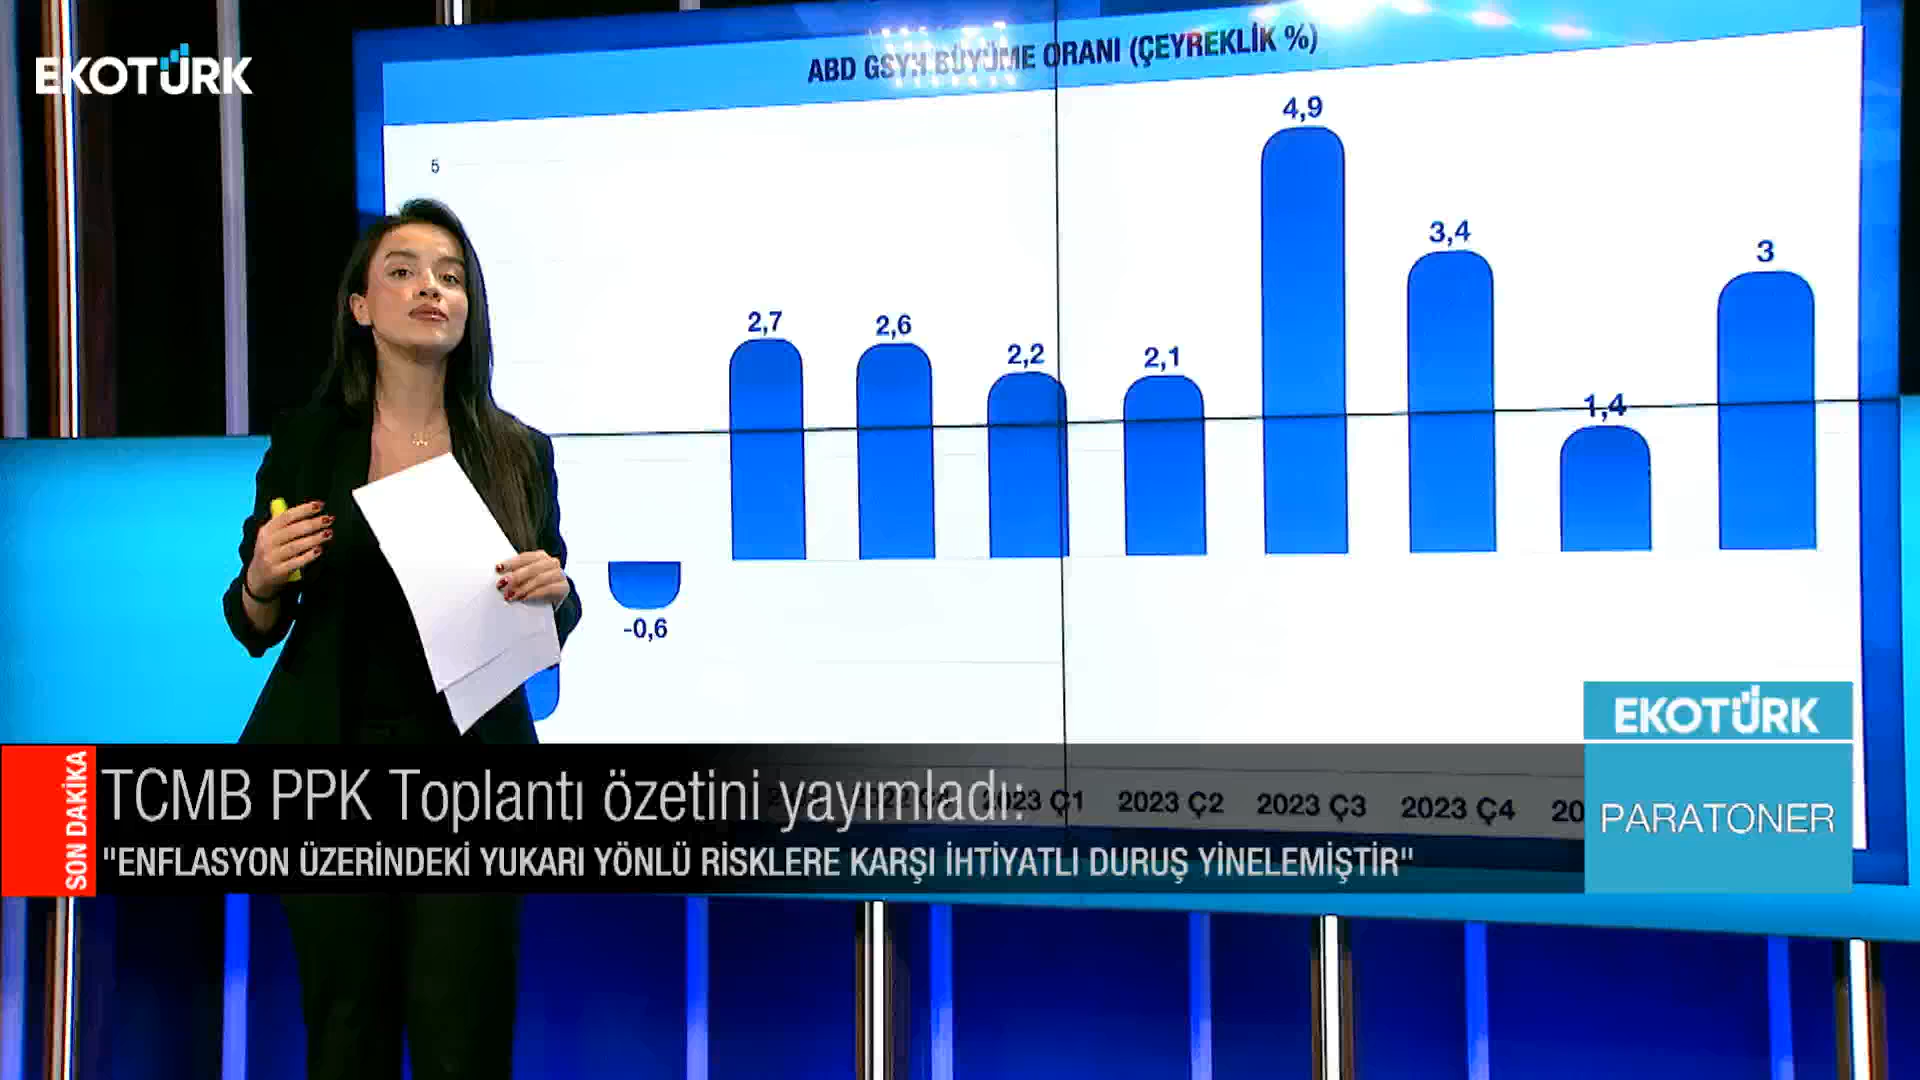 EKOTÜRK
ABD GSYH BÜYÜME ORANI (ÇEYREKLİK %)
5
-0,6
2,7
2,6
2,2
2,1
4,9
3,4
1,4
3
2023 Ç1
2023 Ç2
2023 Ç3
2023 Ç4
EKOTÜRK
PARATONER
SON DAKİKA
TCMB PPK Toplantı özetini yayımladı:
"ENFLASYON ÜZERİNDEKİ YUKARI YÖNLÜ RİSKLERE KARŞI İHTİYATLI DURUŞ YİNELEMİŞTİR"